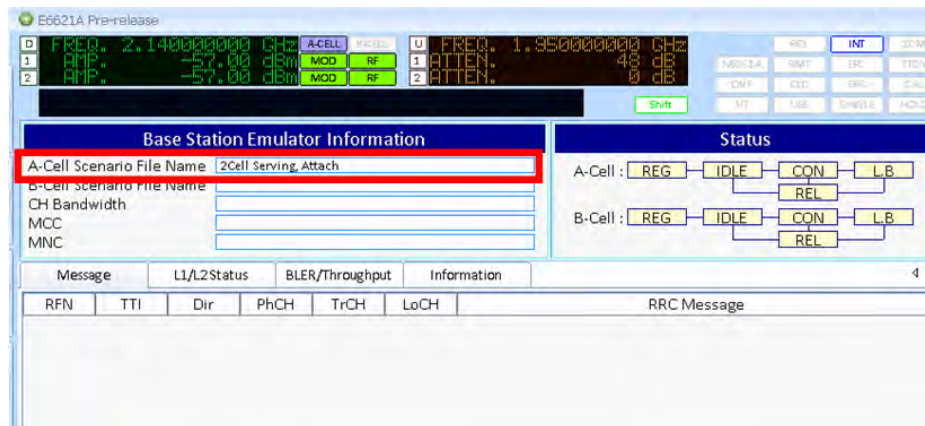 E6621A Pre-release
D FREQ. 2.140000000 GHz A-CELL
1 AMP. -57.00 dBm MOD RF
2 AMP. -57.00 dBm MOD RF
U FREQ. 1.950000000 GHz
1 ATTEN. 48 dB
2 ATTEN. 0 dB
INT
Shift
Base Station Emulator Information
A-Cell Scenario File Name 2Cell Serving, Attach
B-Cell Scenario File Name
CH Bandwidth
MCC
MNC
Status
A-Cell : REG IDLE CON L.B
REL
B-Cell : REG IDLE CON L.B
REL
Message L1/L2 Status BLER/Throughput Information
RFN TTI Dir PhCH TrCH LoCH RRC Message